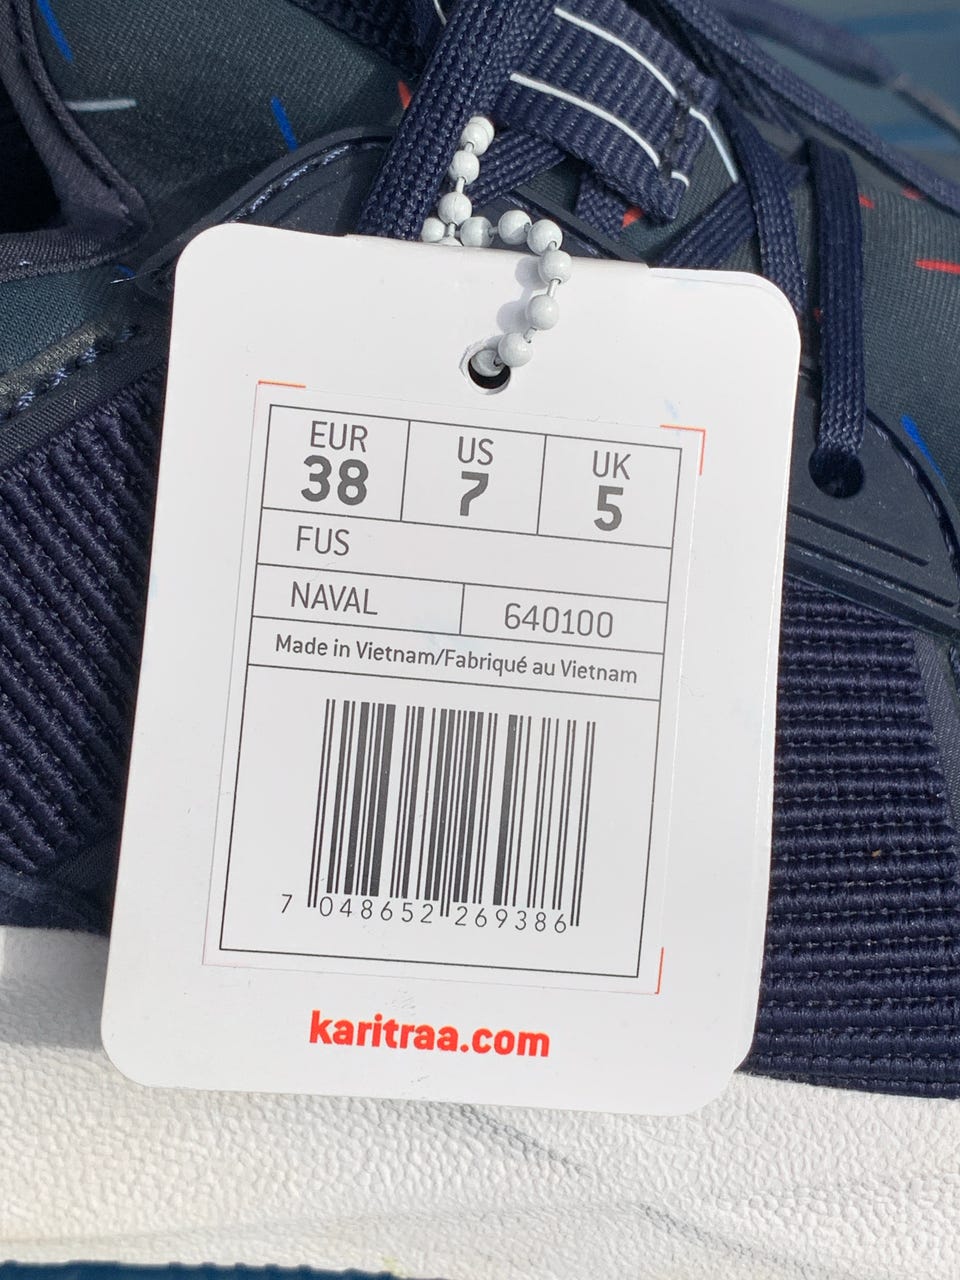 EUR US UK
38 7 5
FUS
NAVAL 640100
Made in Vietnam/Fabriqué au Vietnam
7 048652 269386
karitraa.com